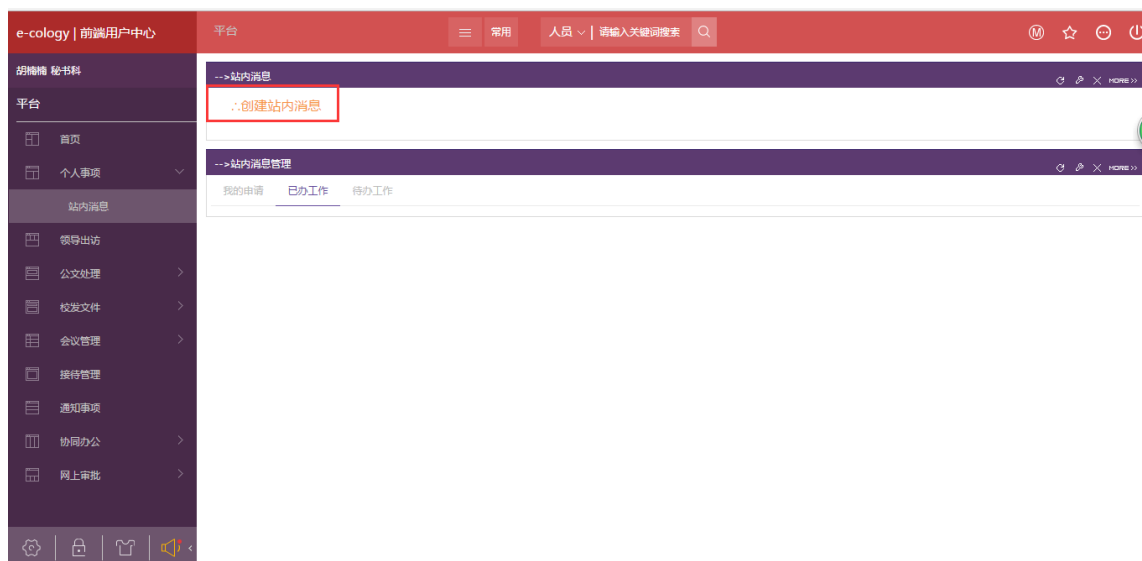 e-cology | 前端用户中心
平台
常用
人员 | 请输入关键词搜索
M
胡楠楠 秘书科
平台
首页
个人事项
站内消息
领导出访
公文处理
校发文件
会议管理
接待管理
通知事项
协同办公
网上审批
-->站内消息
MORE >>
∴创建站内消息
-->站内消息管理
MORE >>
我的申请 已办工作 待办工作